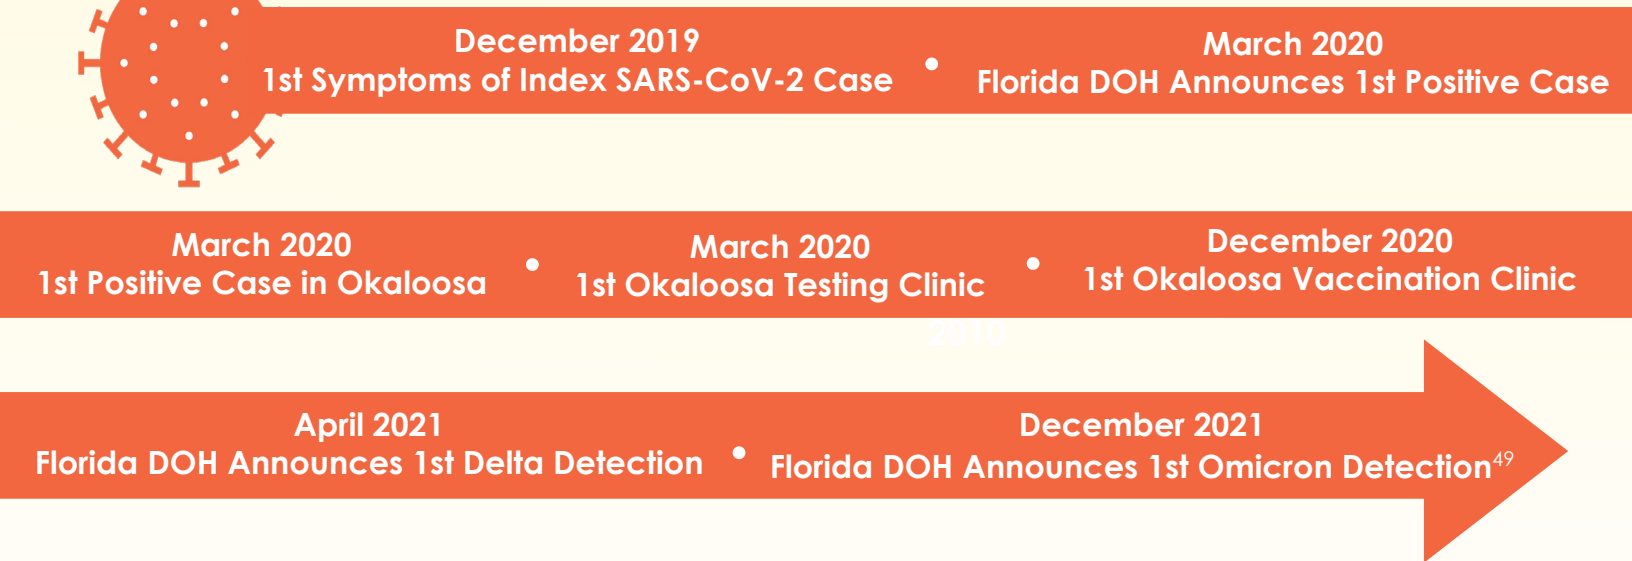 December 2019
1st Symptoms of Index SARS-CoV-2 Case
•
March 2020
Florida DOH Announces 1st Positive Case
March 2020
1st Positive Case in Okaloosa
•
March 2020
1st Okaloosa Testing Clinic
•
December 2020
1st Okaloosa Vaccination Clinic
2010
April 2021
Florida DOH Announces 1st Delta Detection
•
December 2021
Florida DOH Announces 1st Omicron Detection⁴⁹